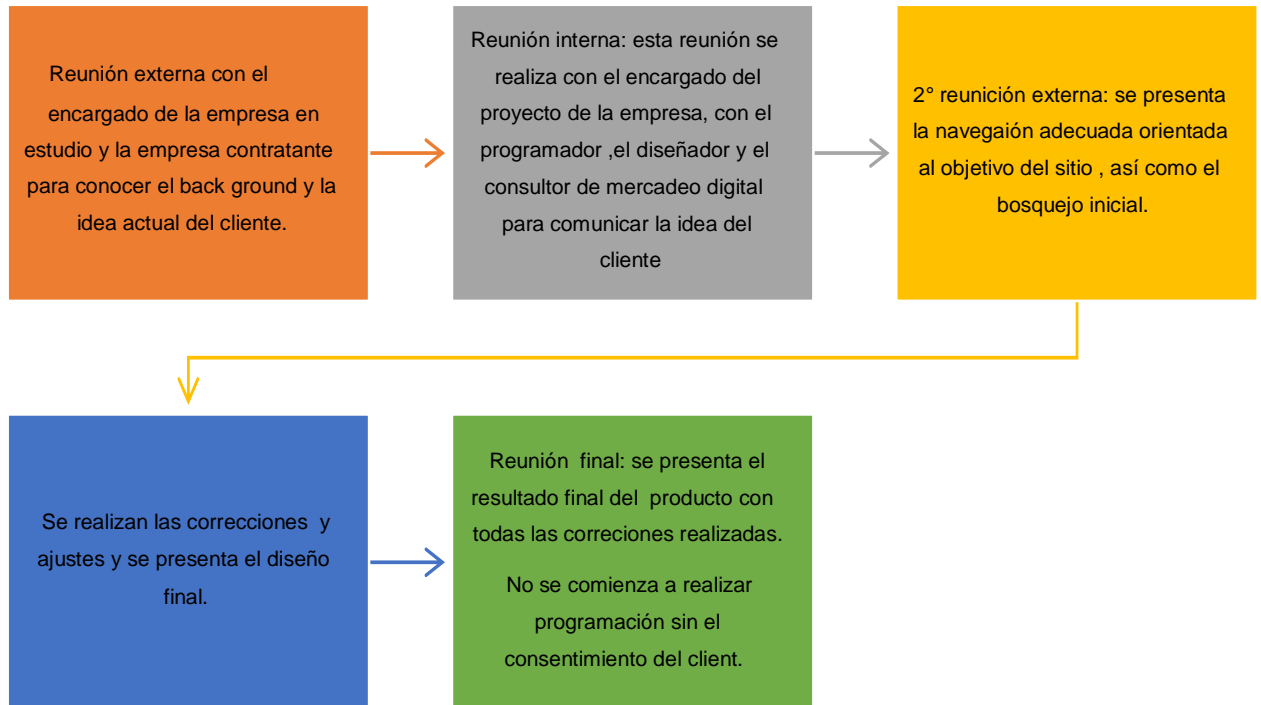 Reunión externa con el
encargado de la empresa en
estudio y la empresa contratante
para conocer el back ground y la
idea actual del cliente.
Reunión interna: esta reunión se
realiza con el encargado del
proyecto de la empresa, con el
programador ,el diseñador y el
consultor de mercadeo digital
para comunicar la idea del
cliente
2° reunición externa: se presenta
la navegaión adecuada orientada
al objetivo del sitio , así como el
bosquejo inicial.
Se realizan las correcciones y
ajustes y se presenta el diseño
final.
Reunión final: se presenta el
resultado final del producto con
todas las correciones realizadas.
No se comienza a realizar
programación sin el
consentimiento del client.